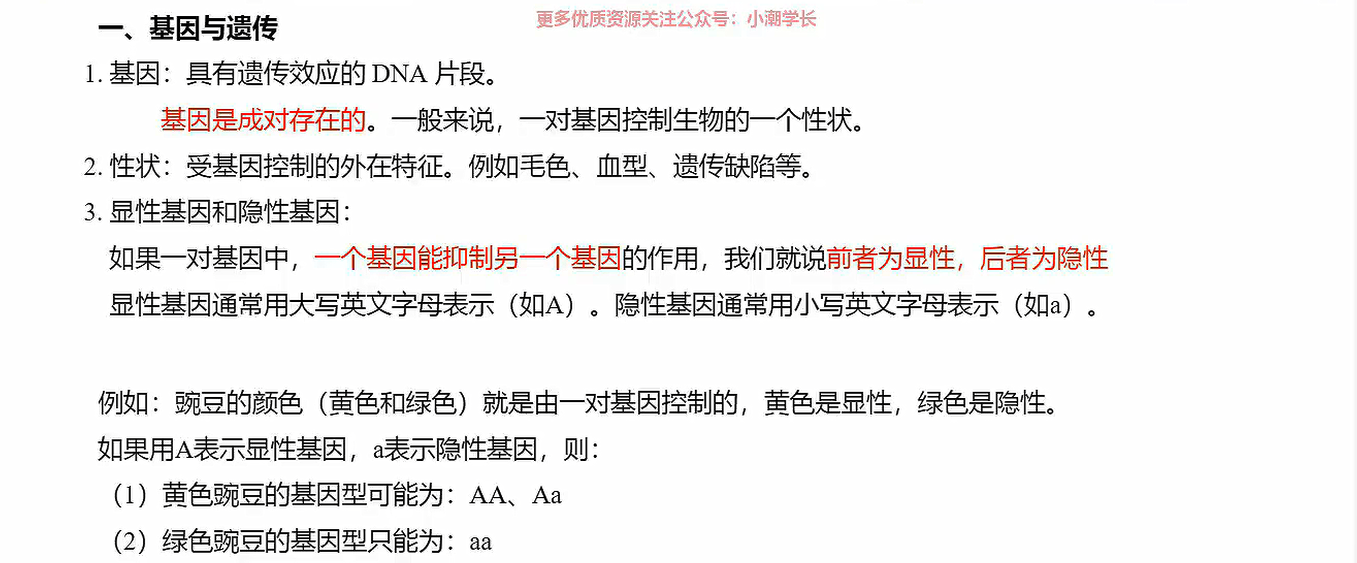 更多优质资源关注公众号：小潮学长
一、基因与遗传
1. 基因：具有遗传效应的 DNA 片段。
基因是成对存在的。一般来说，一对基因控制生物的一个性状。
2. 性状：受基因控制的外在特征。例如毛色、血型、遗传缺陷等。
3. 显性基因和隐性基因：
如果一对基因中，一个基因能抑制另一个基因的作用，我们就说前者为显性，后者为隐性
显性基因通常用大写英文字母表示（如A）。隐性基因通常用小写英文字母表示（如a）。
例如：豌豆的颜色（黄色和绿色）就是由一对基因控制的，黄色是显性，绿色是隐性。
如果用A表示显性基因，a表示隐性基因，则：
（1）黄色豌豆的基因型可能为：AA、Aa
（2）绿色豌豆的基因型只能为：aa